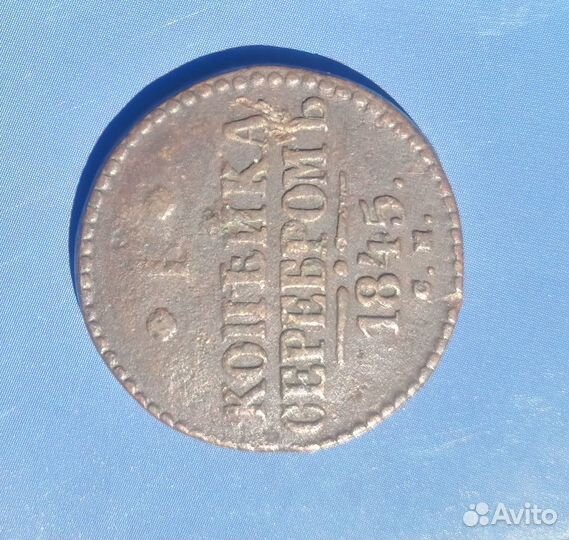 1
КОПѢЙКА
СЕРЕБРОМЪ
1845.
С. М.
Avito